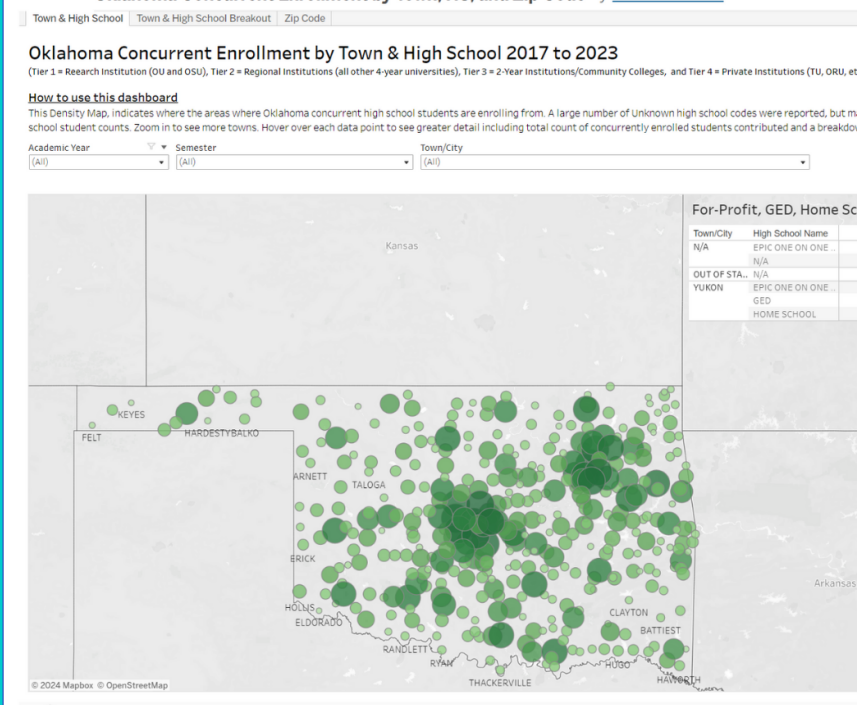 Town & High School
Town & High School Breakout
Zip Code
Oklahoma Concurrent Enrollment by Town & High School 2017 to 2023
(Tier 1 = Reearch Institution (OU and OSU), Tier 2 = Regional Institutions (all other 4-year universities), Tier 3 = 2-Year Institutions/Community Colleges, and Tier 4 = Private Institutions (TU, ORU, et
How to use this dashboard
This Density Map, indicates where the areas where Oklahoma concurrent high school students are enrolling from. A large number of Unknown high school codes were reported, but ma
school student counts. Zoom in to see more towns. Hover over each data point to see greater detail including total count of concurrently enrolled students contributed and a breakdow
Academic Year
Semester
Town/City
(All)
(All)
(All)
For-Profit, GED, Home Sc
Town/City High School Name
N/A EPIC ONE ON ONE ..
N/A
OUT OF STA.. N/A
YUKON EPIC ONE ON ONE ..
GED
HOME SCHOOL
Kansas
KEYES
FELT
HARDESTY
BALKO
ARNETT
TALOGA
ERICK
HOLLIS
ELDORADO
Arkansas
CLAYTON
BATTIEST
RANDLETT
RYAN
HUGO
THACKERVILLE
HAWORTH
© 2024 Mapbox © OpenStreetMap